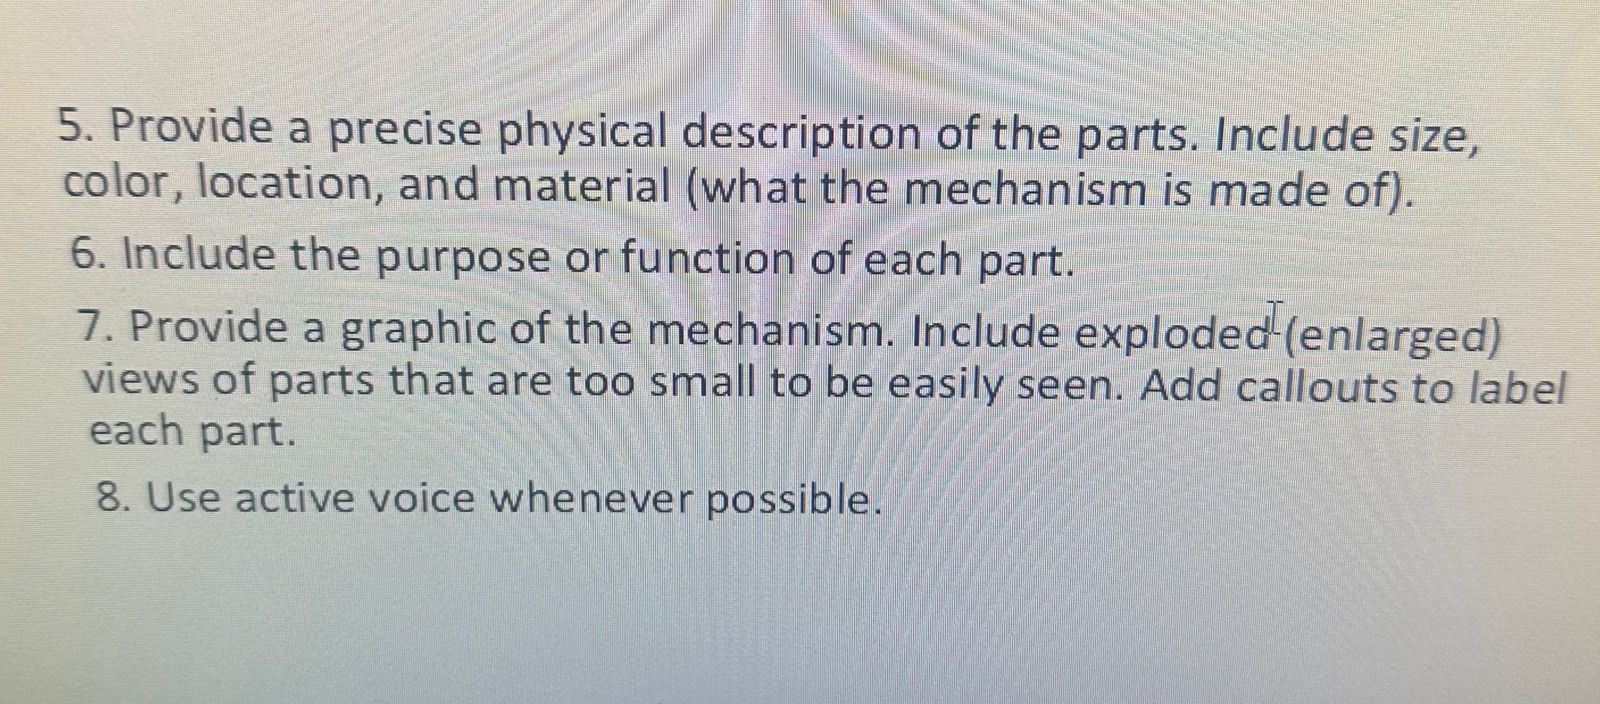 5. Provide a precise physical description of the parts. Include size,
color, location, and material (what the mechanism is made of).
6. Include the purpose or function of each part.
7. Provide a graphic of the mechanism. Include exploded (enlarged)
views of parts that are too small to be easily seen. Add callouts to label
each part.
8. Use active voice whenever possible.